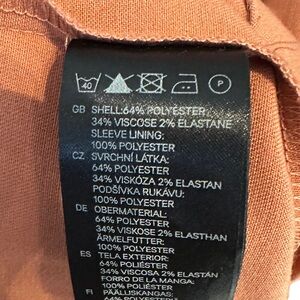 40 P
GB SHELL:64% POLYESTER
34% VISCOSE 2% ELASTANE
SLEEVE LINING:
100% POLYESTER
CZ SVRCHNÍ LÁTKA:
64% POLYESTER
34% VISKÓZA 2% ELASTAN
PODŠÍVKA RUKÁVU:
100% POLYESTER
DE OBERMATERIAL:
64% POLYESTER
34% VISKOSE 2% ELASTHAN
ÄRMELFUTTER:
100% POLYESTER
ES TELA EXTERIOR:
64% POLIÉSTER
34% VISCOSA 2% ELASTÁN
FORRO DE LA MANGA:
100% POLIÉSTER
FI PÄÄLLISKANGAS:
64% POLYESTERI